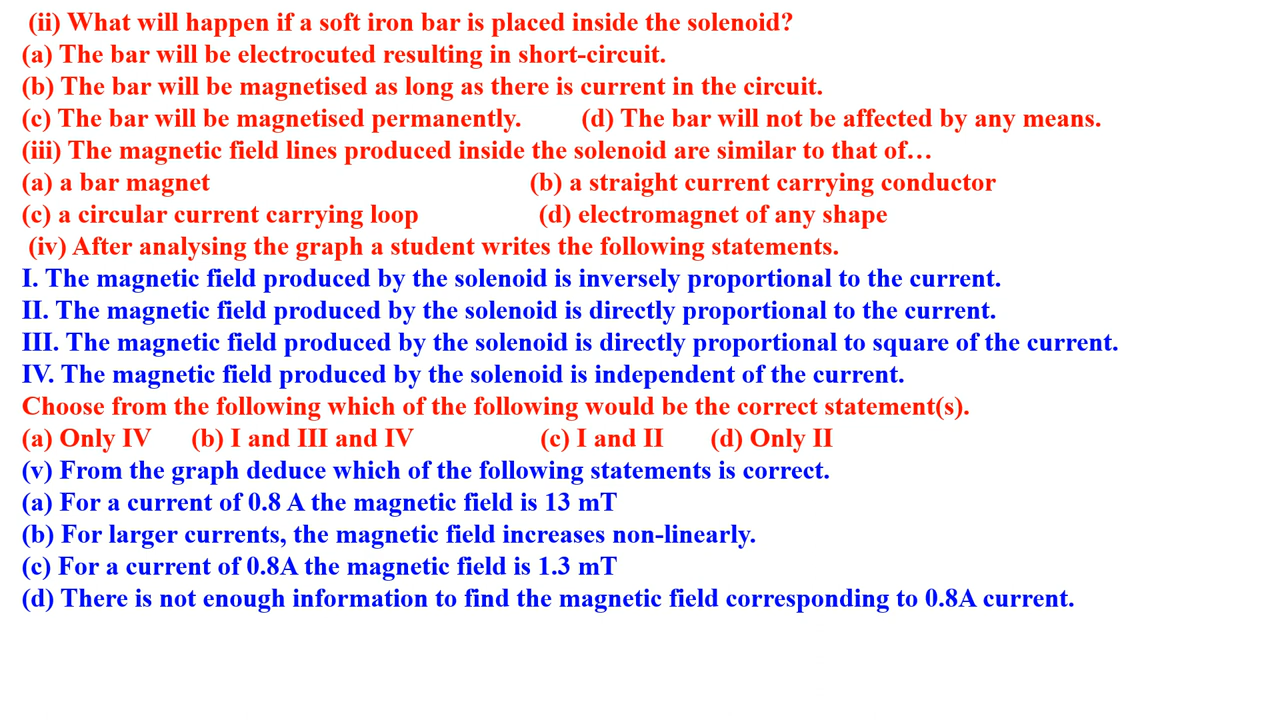 (ii) What will happen if a soft iron bar is placed inside the solenoid?
(a) The bar will be electrocuted resulting in short-circuit.
(b) The bar will be magnetised as long as there is current in the circuit.
(c) The bar will be magnetised permanently. (d) The bar will not be affected by any means.
(iii) The magnetic field lines produced inside the solenoid are similar to that of…
(a) a bar magnet (b) a straight current carrying conductor
(c) a circular current carrying loop (d) electromagnet of any shape
(iv) After analysing the graph a student writes the following statements.
I. The magnetic field produced by the solenoid is inversely proportional to the current.
II. The magnetic field produced by the solenoid is directly proportional to the current.
III. The magnetic field produced by the solenoid is directly proportional to square of the current.
IV. The magnetic field produced by the solenoid is independent of the current.
Choose from the following which of the following would be the correct statement(s).
(a) Only IV (b) I and III and IV (c) I and II (d) Only II
(v) From the graph deduce which of the following statements is correct.
(a) For a current of 0.8 A the magnetic field is 13 mT
(b) For larger currents, the magnetic field increases non-linearly.
(c) For a current of 0.8A the magnetic field is 1.3 mT
(d) There is not enough information to find the magnetic field corresponding to 0.8A current.